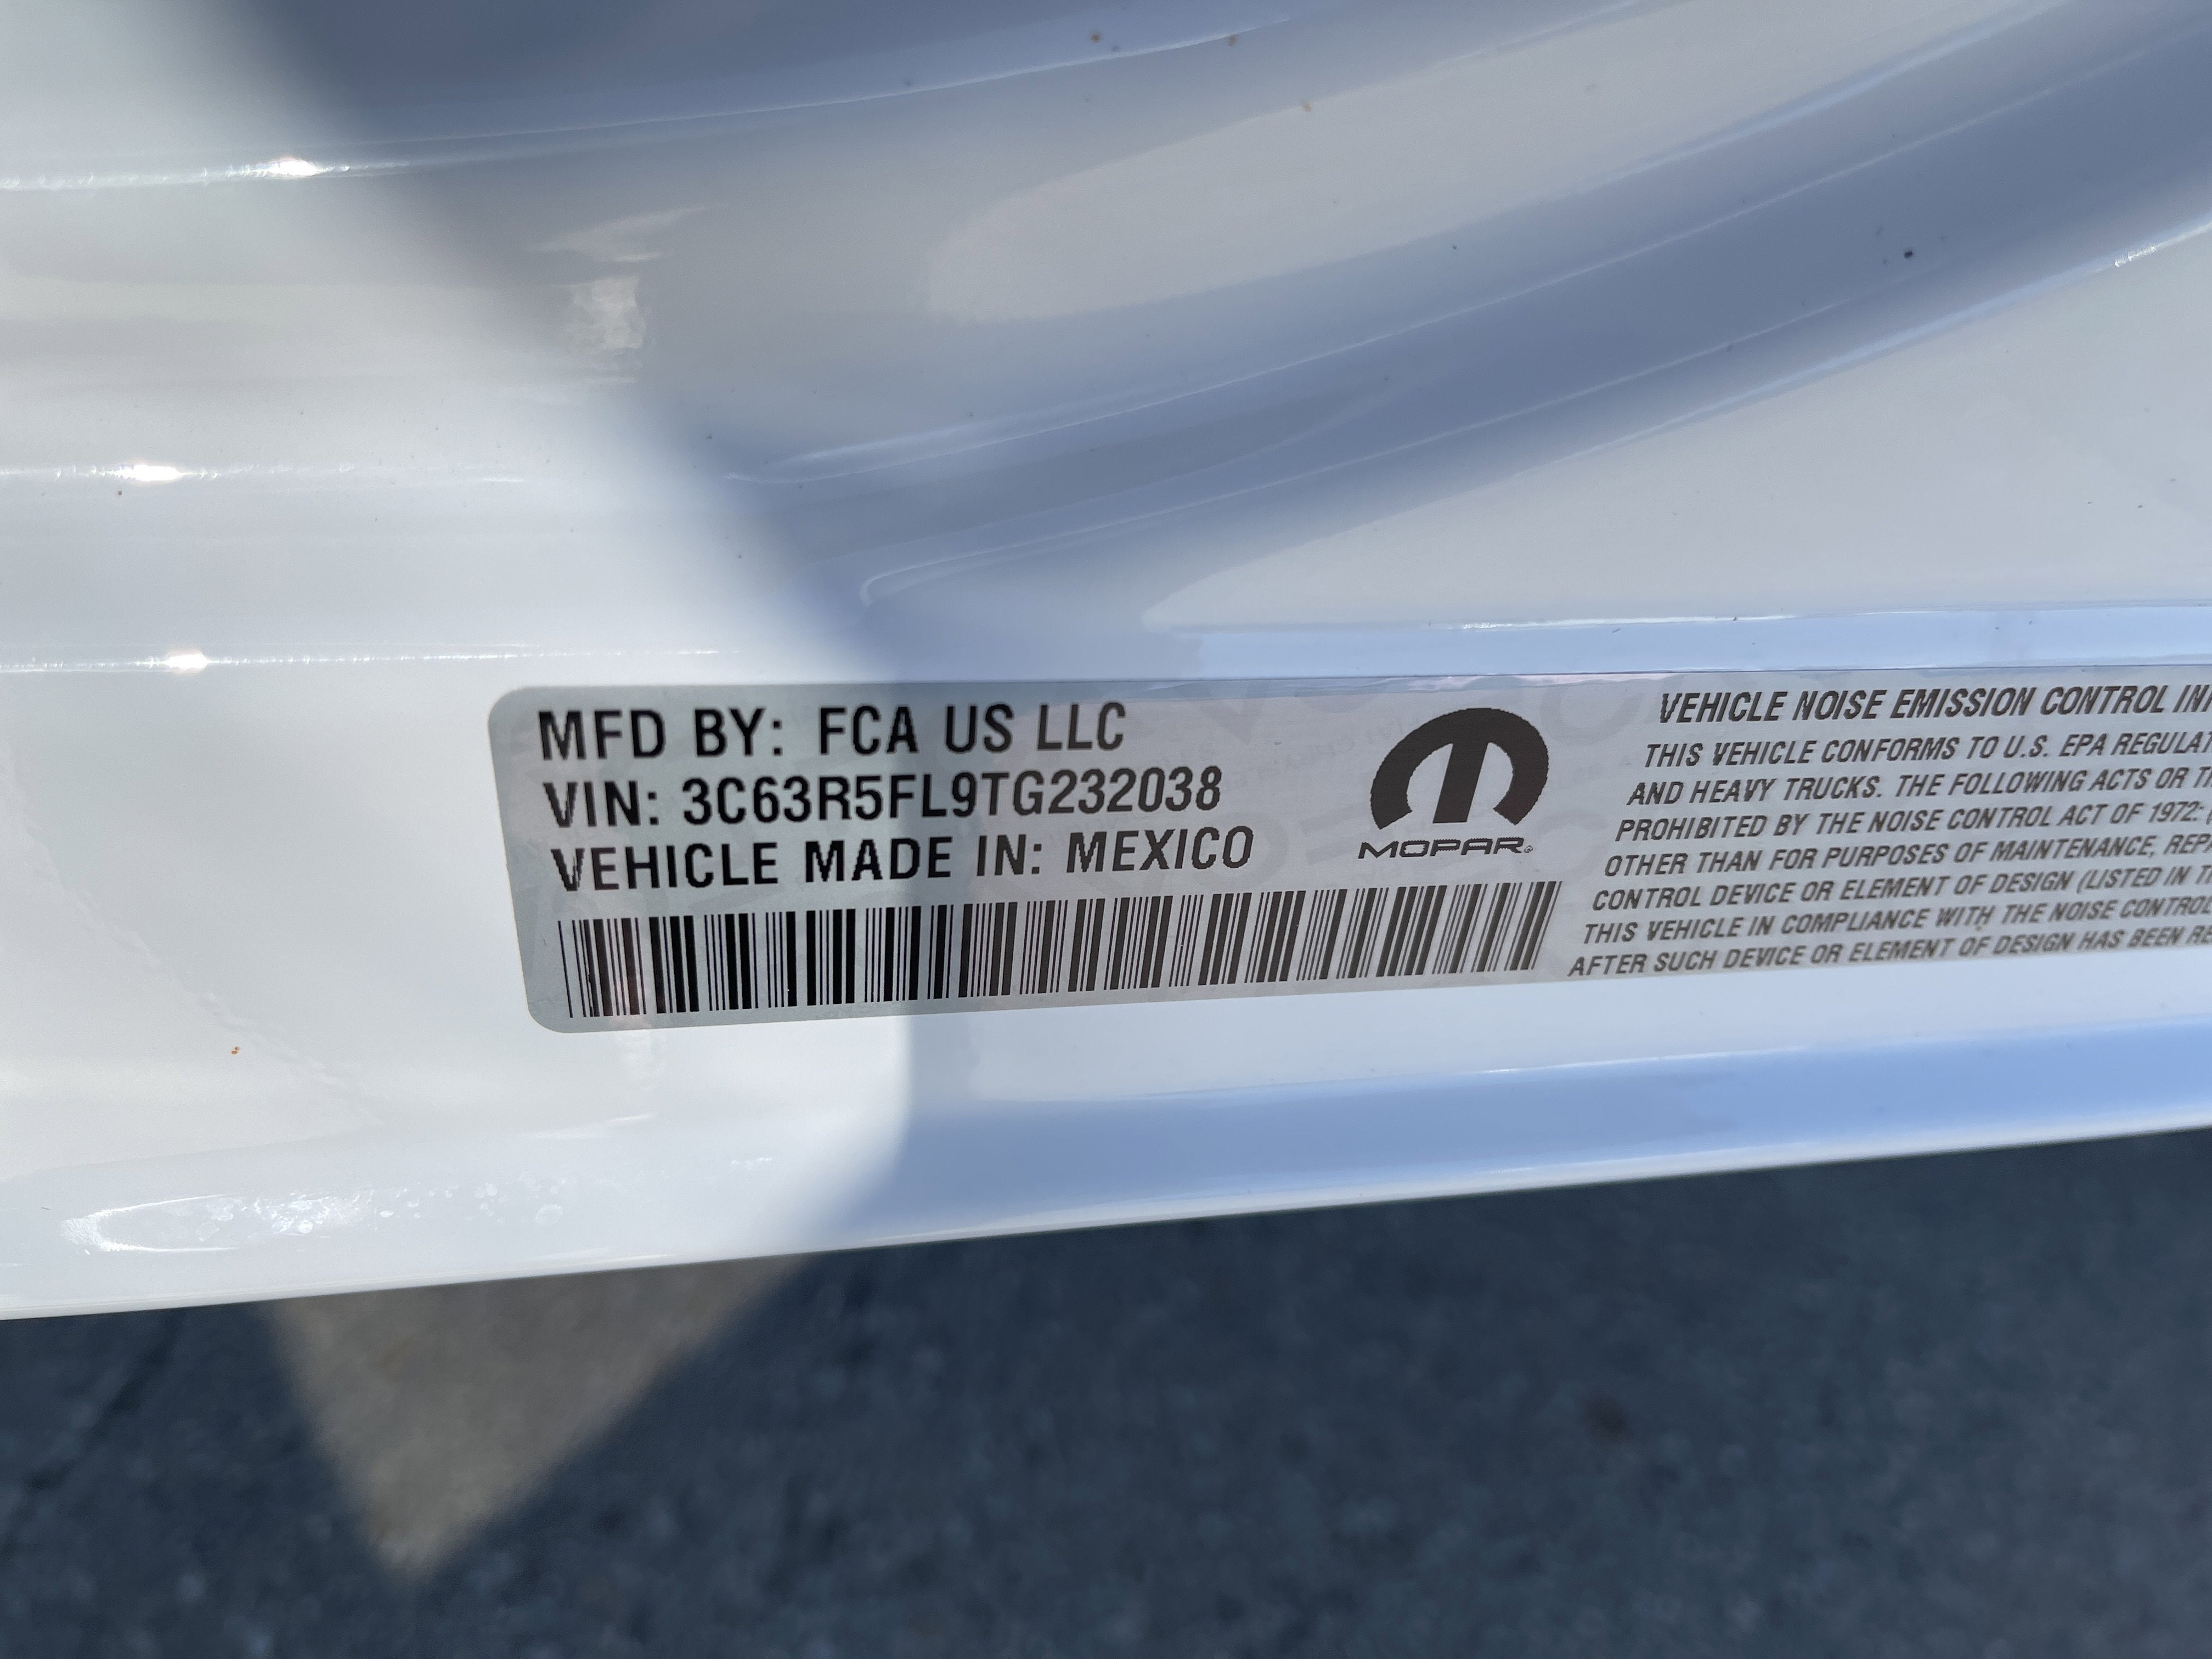 MFD BY: FCA US LLC
VIN: 3C63R5FL9TG232038
VEHICLE MADE IN: MEXICO
MOPAR
VEHICLE NOISE EMISSION CONTROL
THIS VEHICLE CONFORMS TO U.S. EPA
AND HEAVY TRUCKS. THE FOLLOWING ACTS OR
PROHIBITED BY THE NOISE CONTROL ACT OF 1972:
OTHER THAN FOR PURPOSES OF MAINTENANCE,
CONTROL DEVICE OR ELEMENT OF DESIGN (LISTED IN
THIS VEHICLE IN COMPLIANCE WITH THE NOISE CONTROL
AFTER SUCH DEVICE OR ELEMENT OF DESIGN HAS BEEN